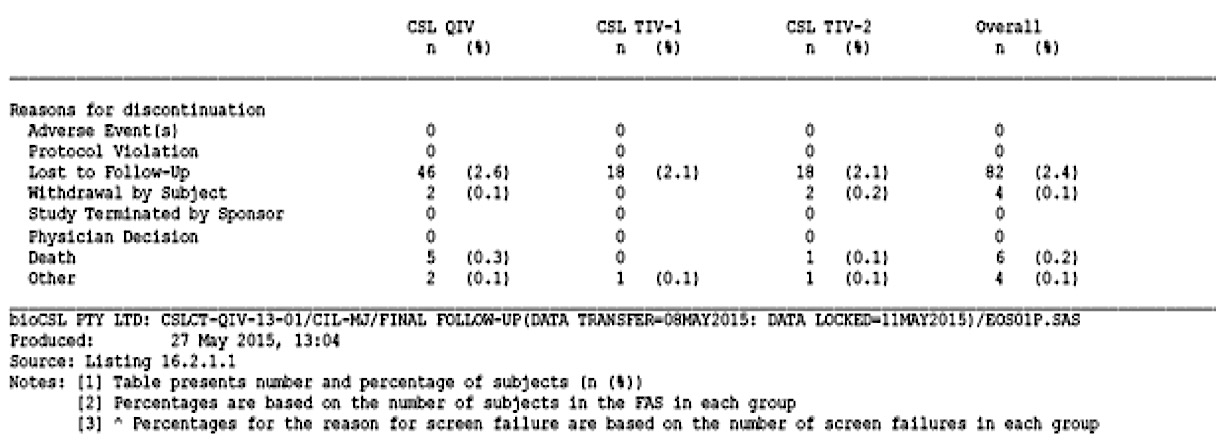 CSL QIV CSL TIV-1 CSL TIV-2 Overall
n (%) n (%) n (%) n (%)
Reasons for discontinuation
Adverse Event(s) 0 0 0 0
Protocol Violation 0 0 0 0
Lost to Follow-Up 46 (2.6) 18 (2.1) 18 (2.1) 82 (2.4)
Withdrawal by Subject 2 (0.1) 0 2 (0.2) 4 (0.1)
Study Terminated by Sponsor 0 0 0 0
Physician Decision 0 0 0 0
Death 5 (0.3) 0 1 (0.1) 6 (0.2)
Other 2 (0.1) 1 (0.1) 1 (0.1) 4 (0.1)
bioCSL PTY LTD: CSLCT-QIV-13-01/CIL-MJ/FINAL FOLLOW-UP(DATA TRANSFER=08MAY2015: DATA LOCKED=11MAY2015)/EOS01P.SAS
Produced: 27 May 2015, 13:04
Source: Listing 16.2.1.1
Notes: [1] Table presents number and percentage of subjects (n (%))
[2] Percentages are based on the number of subjects in the FAS in each group
[3] ^ Percentages for the reason for screen failure are based on the number of screen failures in each group